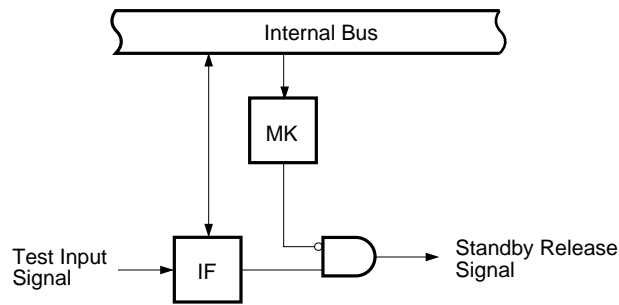 Internal Bus
MK
Test Input
Signal
IF
Standby Release
Signal